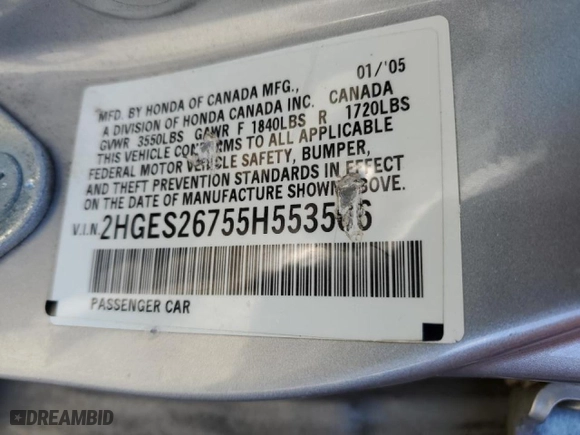 MFD. BY HONDA OF CANADA MFG., 01/'05
A DIVISION OF HONDA CANADA INC. CANADA
GVWR 3550LBS GAWR F 1840LBS R 1720LBS
THIS VEHICLE CONFORMS TO ALL APPLICABLE
FEDERAL MOTOR VEHICLE SAFETY, BUMPER,
AND THEFT PREVENTION STANDARDS IN EFFECT
ON THE DATE OF MANUFACTURE SHOWN ABOVE.
V.I.N.
PASSENGER CAR
DREAMBID